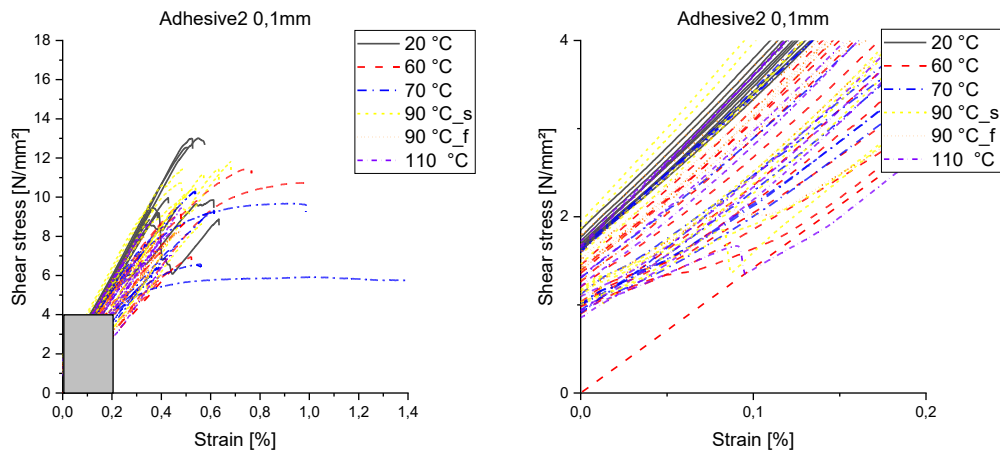 Adhesive2 0,1mm
18
16
14
12
10
8
6
4
2
0
Shear stress [N/mm²]
0,0 0,2 0,4 0,6 0,8 1,0 1,2 1,4
Strain [%]
20 °C
60 °C
70 °C
90 °C_s
90 °C_f
110 °C
Adhesive2 0,1mm
4
2
0
Shear stress [N/mm²]
0,0 0,1 0,2
Strain [%]
20 °C
60 °C
70 °C
90 °C_s
90 °C_f
110 °C